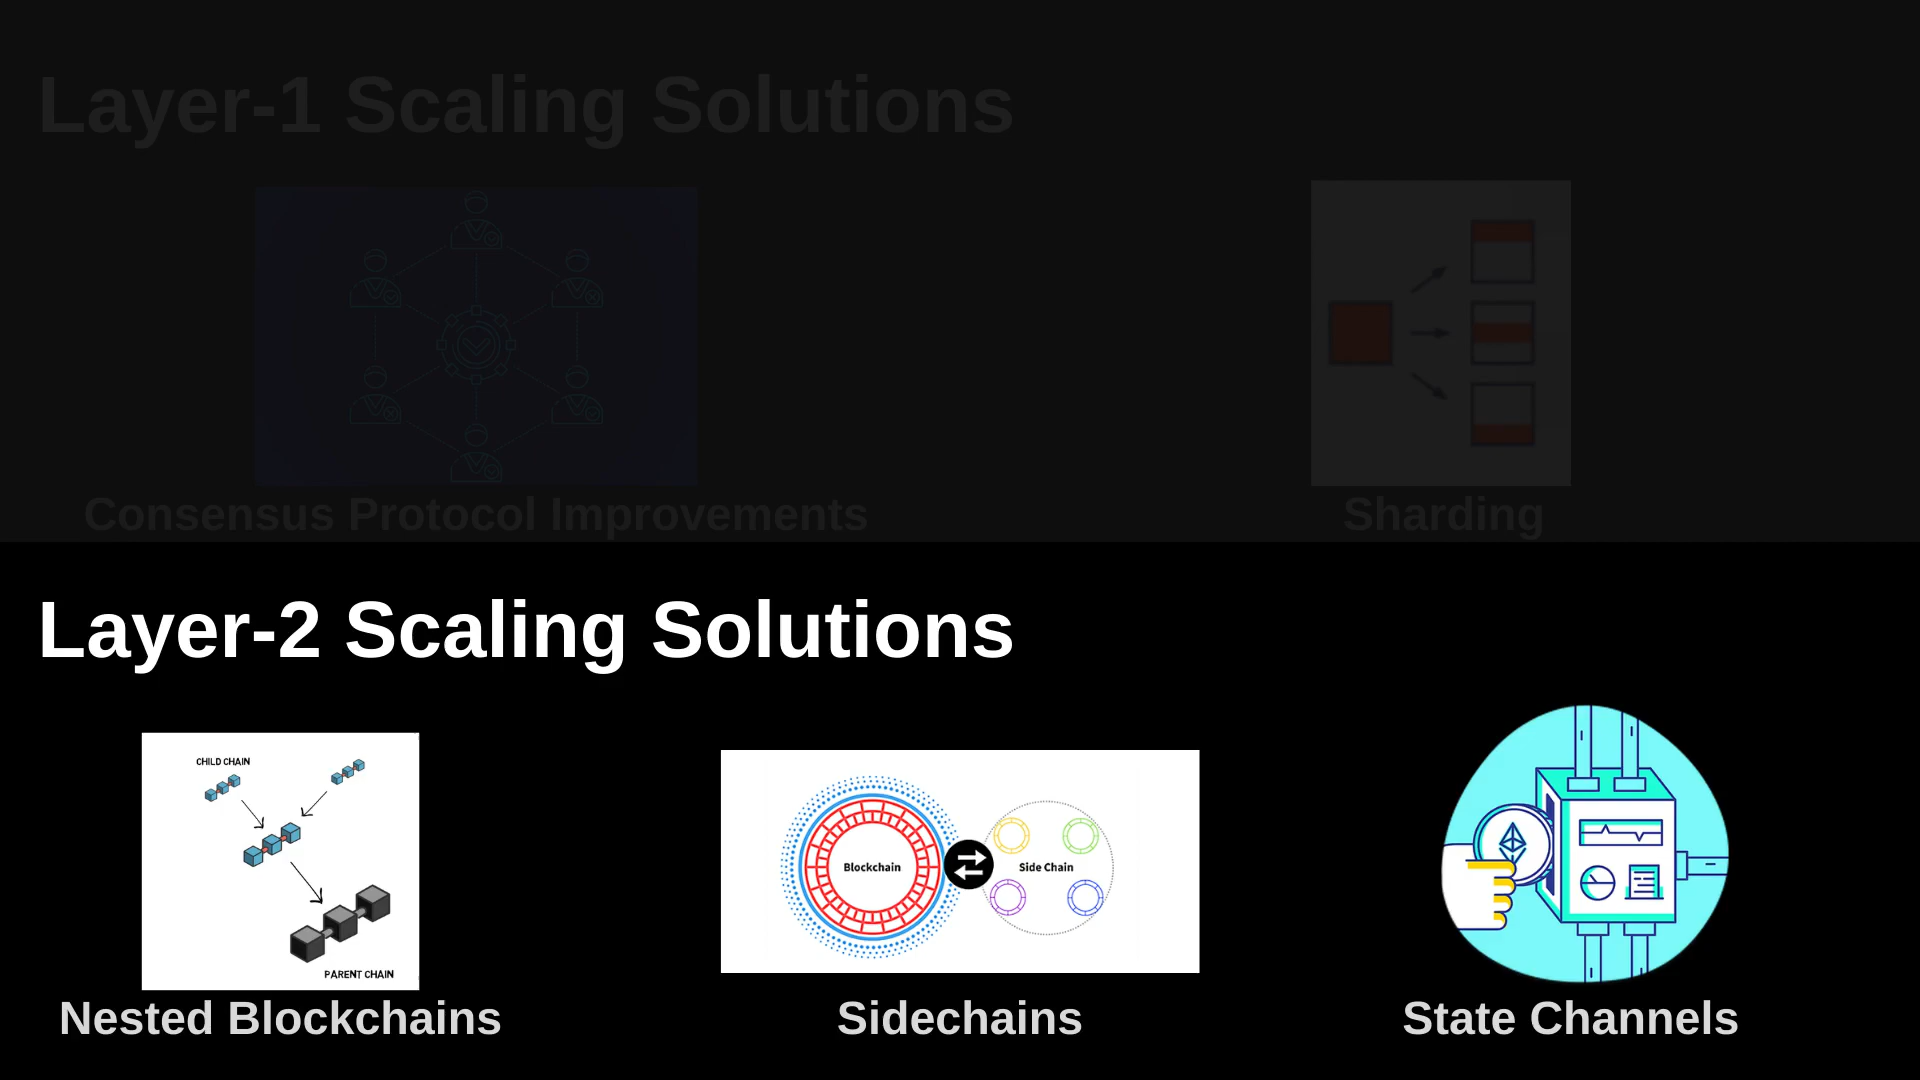 Layer-1 Scaling Solutions
Consensus Protocol Improvements
Sharding
Layer-2 Scaling Solutions
CHILD CHAIN
PARENT CHAIN
Nested Blockchains
Blockchain
Side Chain
Sidechains
State Channels